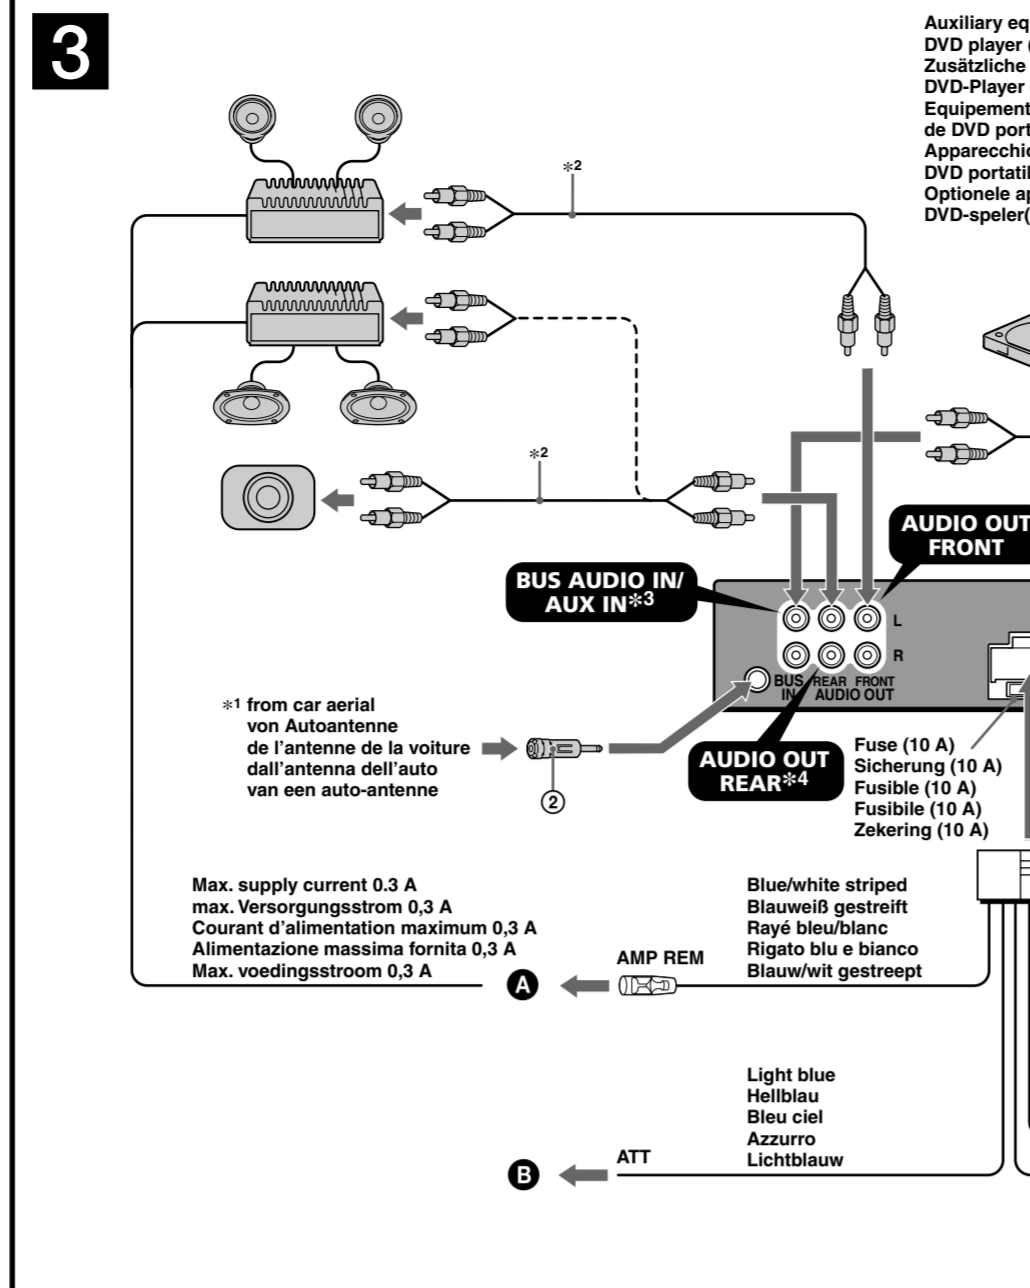 3
Auxiliary eq
DVD player (
Zusätzliche
DVD-Player
Equipement
de DVD port
Apparecchic
DVD portatil
Optionele ap
DVD-speler(
*2
*2
AUDIO OUT
FRONT
BUS AUDIO IN/
AUX IN*3
L
R
BUS REAR FRONT
IN AUDIO OUT
*1 from car aerial
von Autoantenne
de l'antenne de la voiture
dall'antenna dell'auto
van een auto-antenne
2
AUDIO OUT
REAR*4
Fuse (10 A)
Sicherung (10 A)
Fusible (10 A)
Fusibile (10 A)
Zekering (10 A)
Max. supply current 0.3 A
max. Versorgungsstrom 0,3 A
Courant d'alimentation maximum 0,3 A
Alimentazione massima fornita 0,3 A
Max. voedingsstroom 0,3 A
A
AMP REM
Blue/white striped
Blauweiß gestreift
Rayé bleu/blanc
Rigato blu e bianco
Blauw/wit gestreept
Light blue
Hellblau
Bleu ciel
Azzurro
Lichtblauw
B
ATT